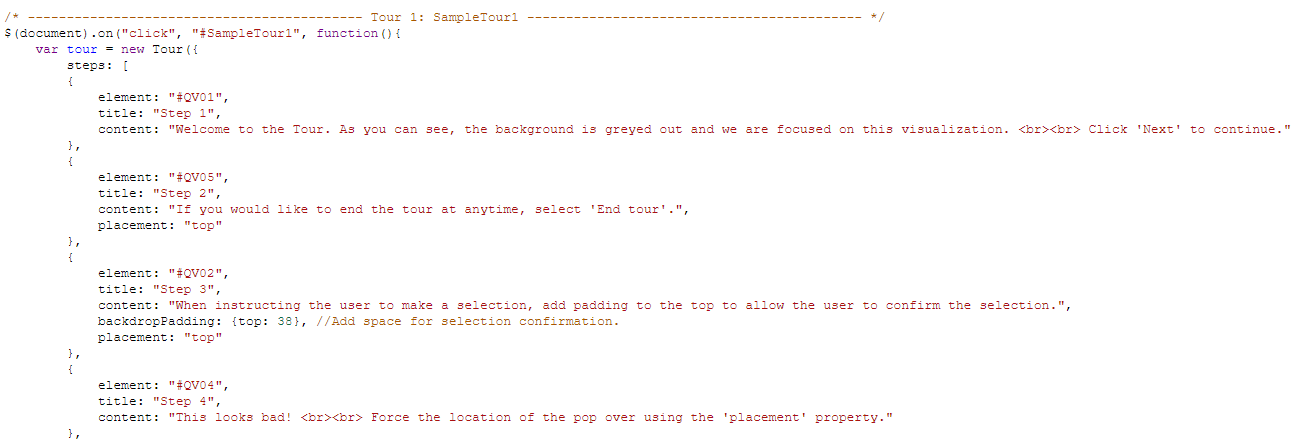 /* ------------------------------------------- Tour 1: SampleTour1 ------------------------------------------- */
$(document).on("click", "#SampleTour1", function(){
    var tour = new Tour({
        steps: [
        {
            element: "#QV01",
            title: "Step 1",
            content: "Welcome to the Tour. As you can see, the background is greyed out and we are focused on this visualization. <br><br> Click 'Next' to continue."
        },
        {
            element: "#QV05",
            title: "Step 2",
            content: "If you would like to end the tour at anytime, select 'End tour'.",
            placement: "top"
        },
        {
            element: "#QV02",
            title: "Step 3",
            content: "When instructing the user to make a selection, add padding to the top to allow the user to confirm the selection.",
            backdropPadding: {top: 38}, //Add space for selection confirmation.
            placement: "top"
        },
        {
            element: "#QV04",
            title: "Step 4",
            content: "This looks bad! <br><br> Force the location of the pop over using the 'placement' property."
        },